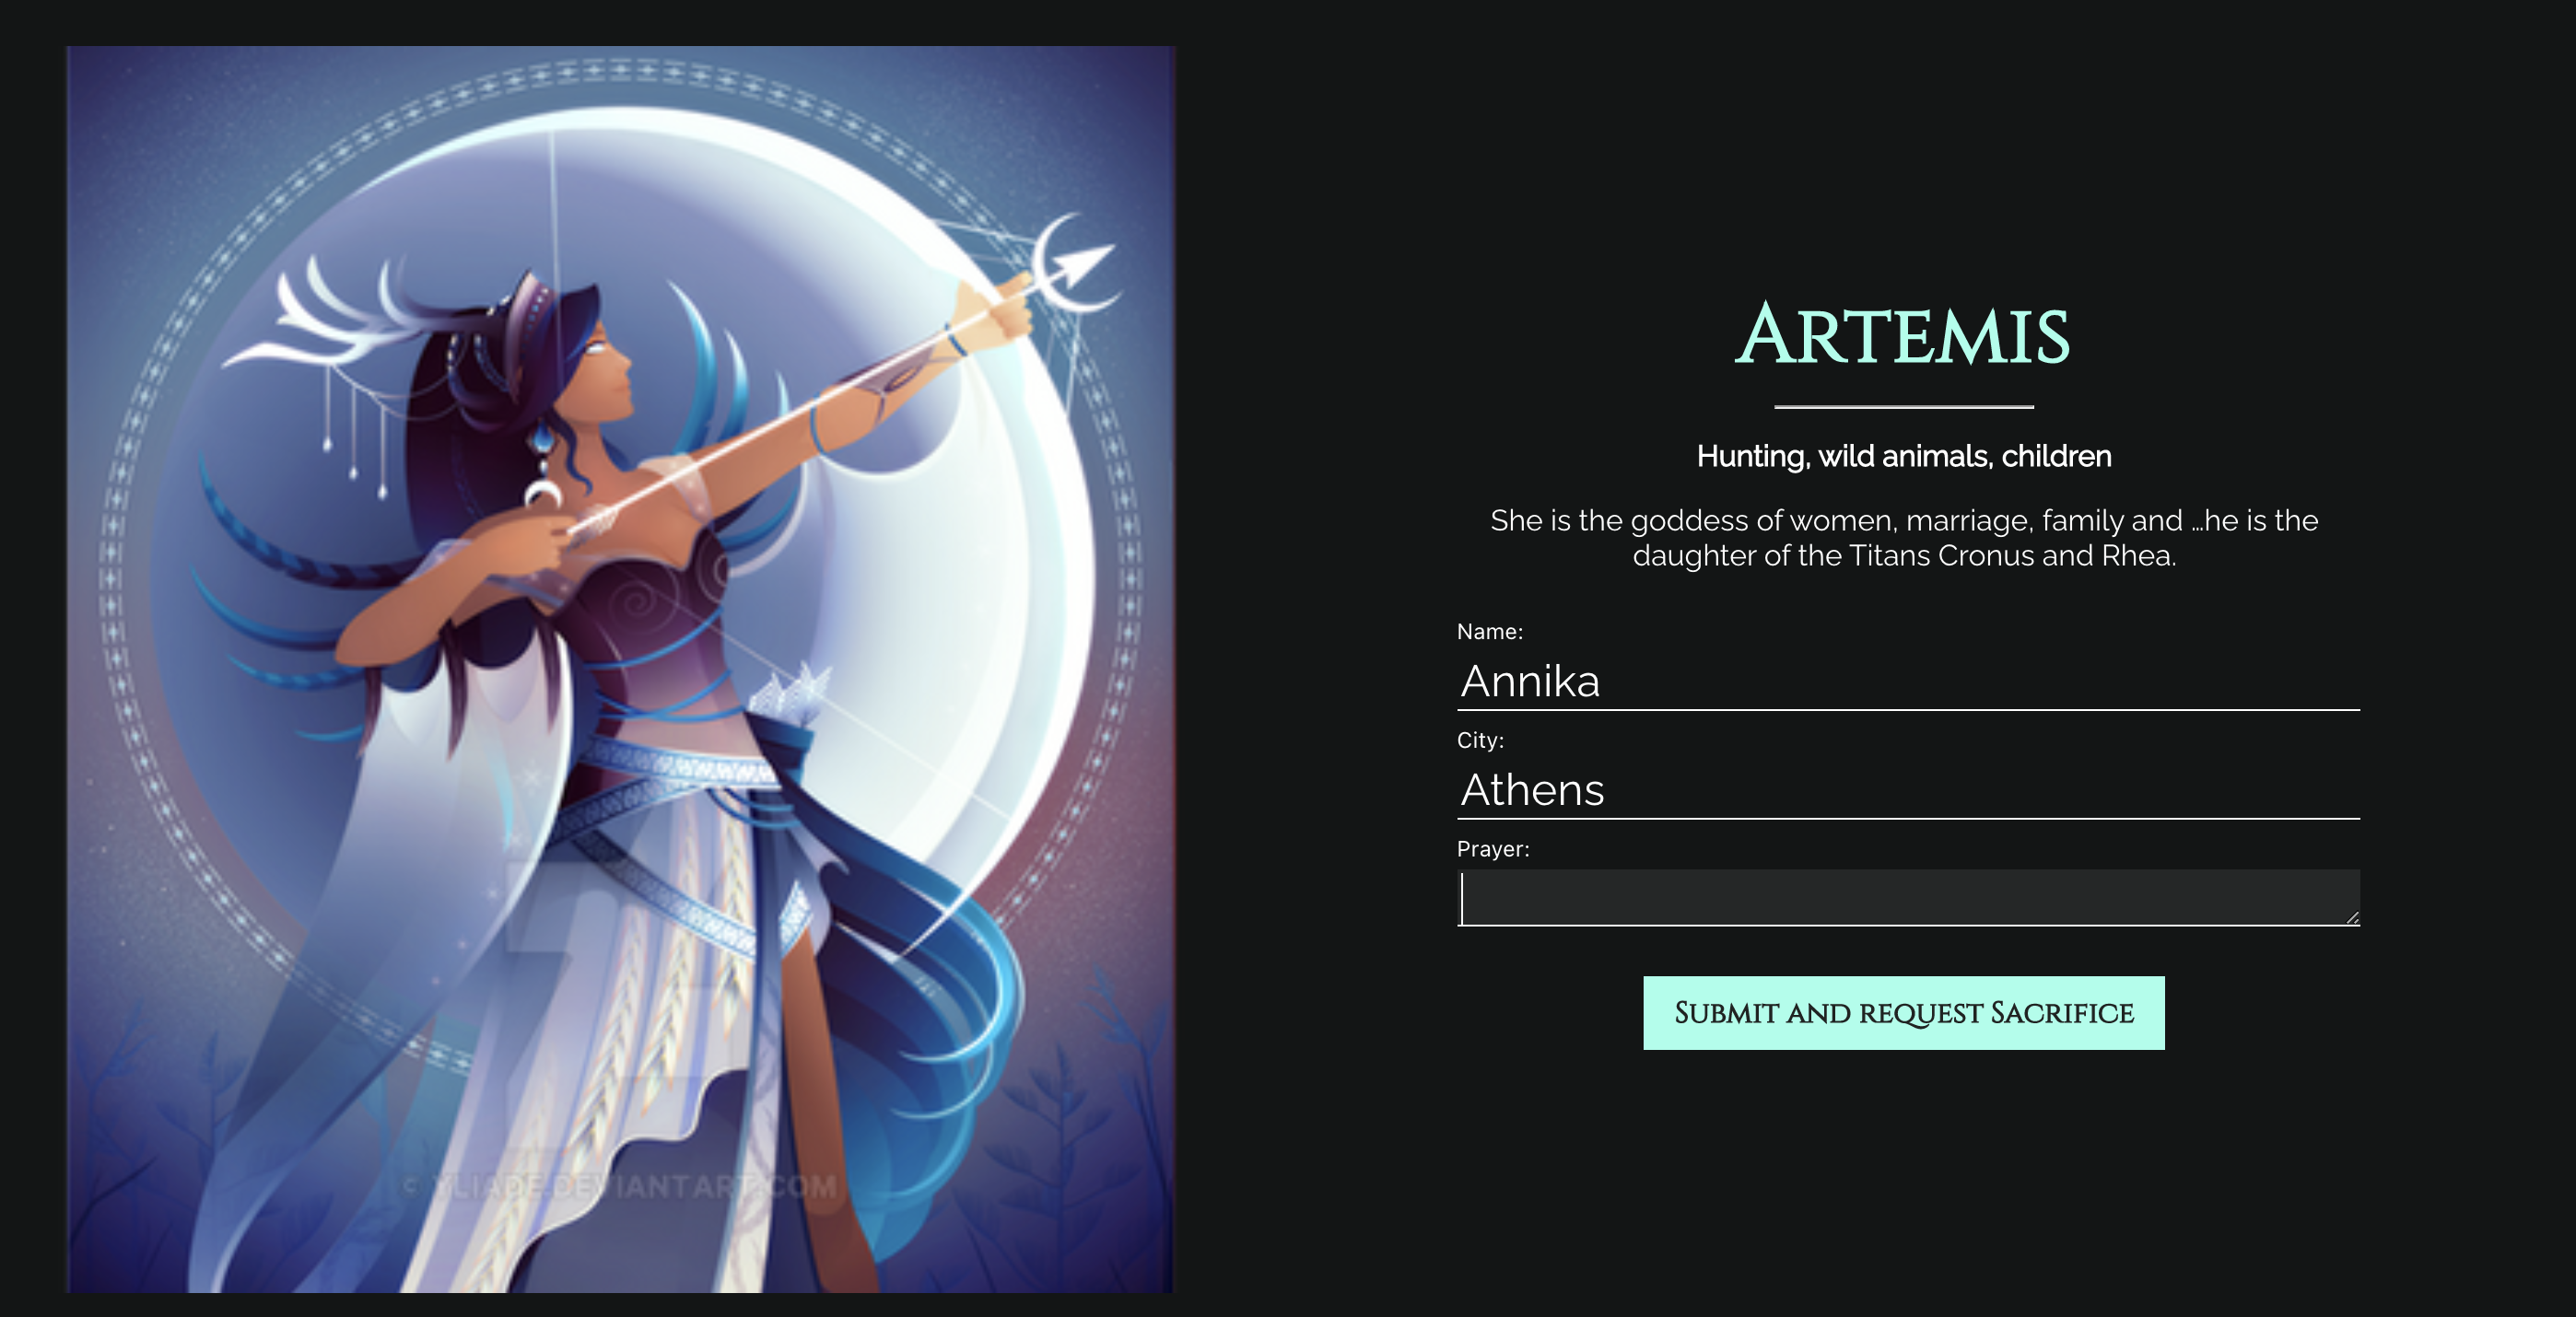 Artemis
Hunting, wild animals, children
She is the goddess of women, marriage, family and ...he is the
daughter of the Titans Cronus and Rhea.
Name:
Annika
City:
Athens
Prayer:
Submit and request Sacrifice
© YLIADE.DEVIANTART.COM